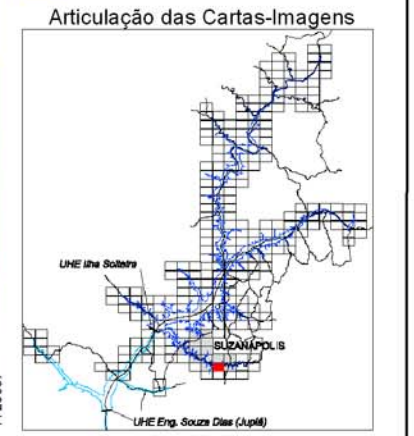 Articulação das Cartas-Imagens
UHE Ilha Solteira
SUZANÁPOLIS
UHE Eng. Souza Dias (Jupiá)